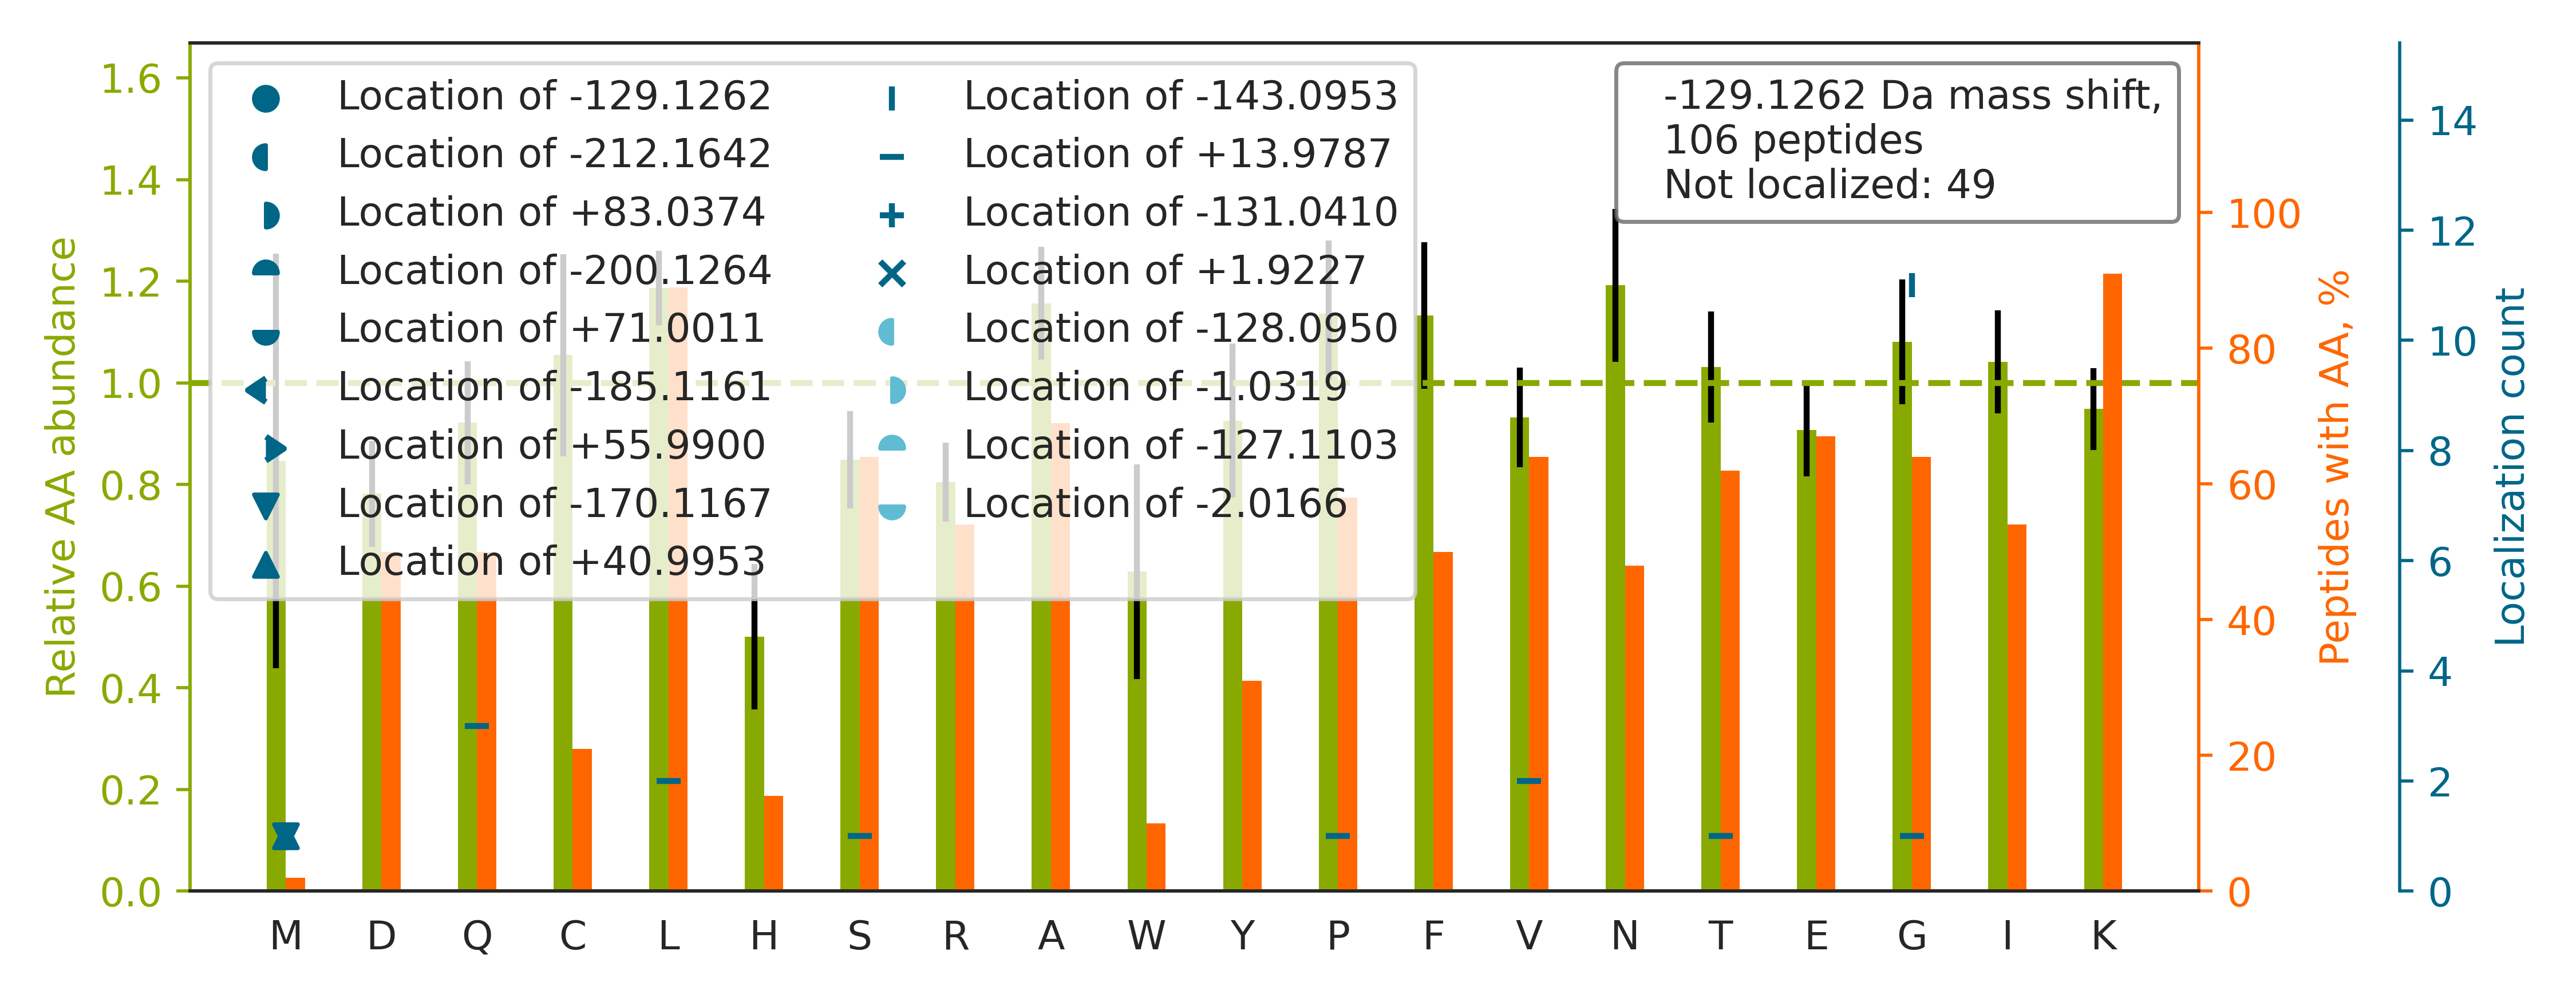 Relative AA abundance
1.6
1.4
1.2
1.0
0.8
0.6
0.4
0.2
0.0
Location of -129.1262
Location of -212.1642
Location of +83.0374
Location of -200.1264
Location of +71.0011
Location of -185.1161
Location of +55.9900
Location of -170.1167
Location of +40.9953
Location of -143.0953
Location of +13.9787
Location of -131.0410
Location of +1.9227
Location of -128.0950
Location of -1.0319
Location of -127.1103
Location of -2.0166
-129.1262 Da mass shift,
106 peptides
Not localized: 49
M D Q C L H S R A W Y P F V N T E G I K
100
80
60
40
20
0
Peptides with AA, %
14
12
10
8
6
4
2
0
Localization count